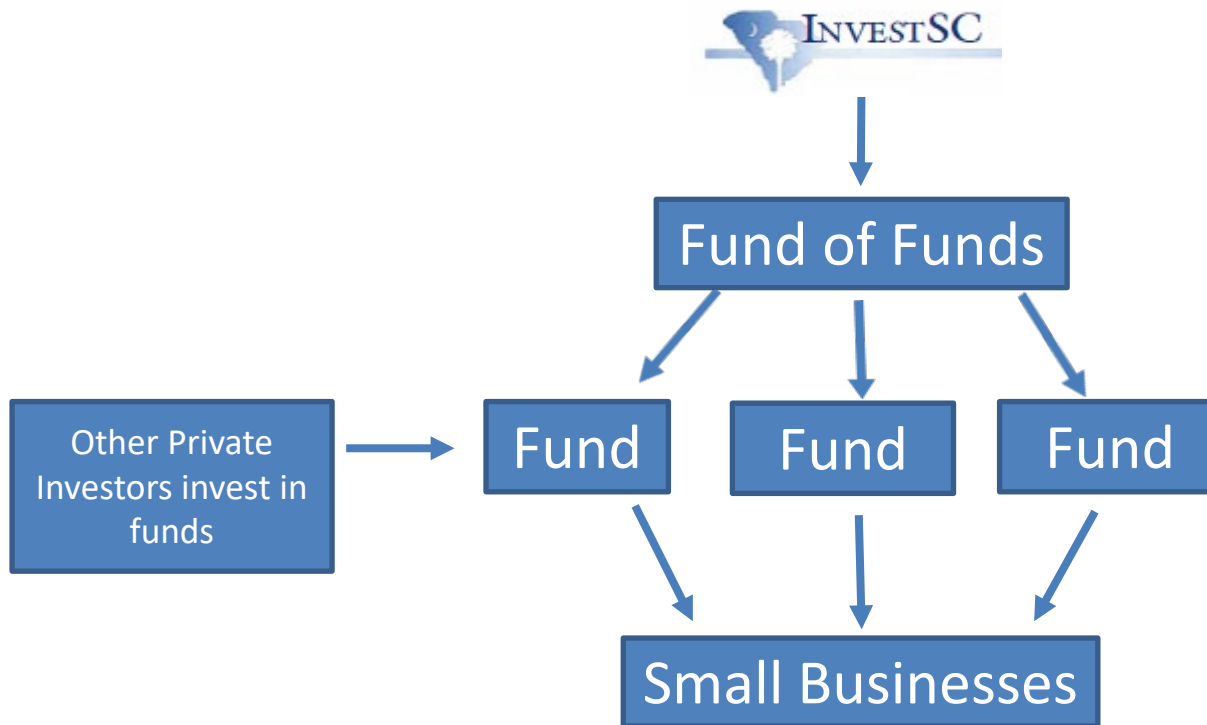 INVESTSC
Fund of Funds
Other Private
Investors invest in
funds
Fund
Fund
Fund
Small Businesses